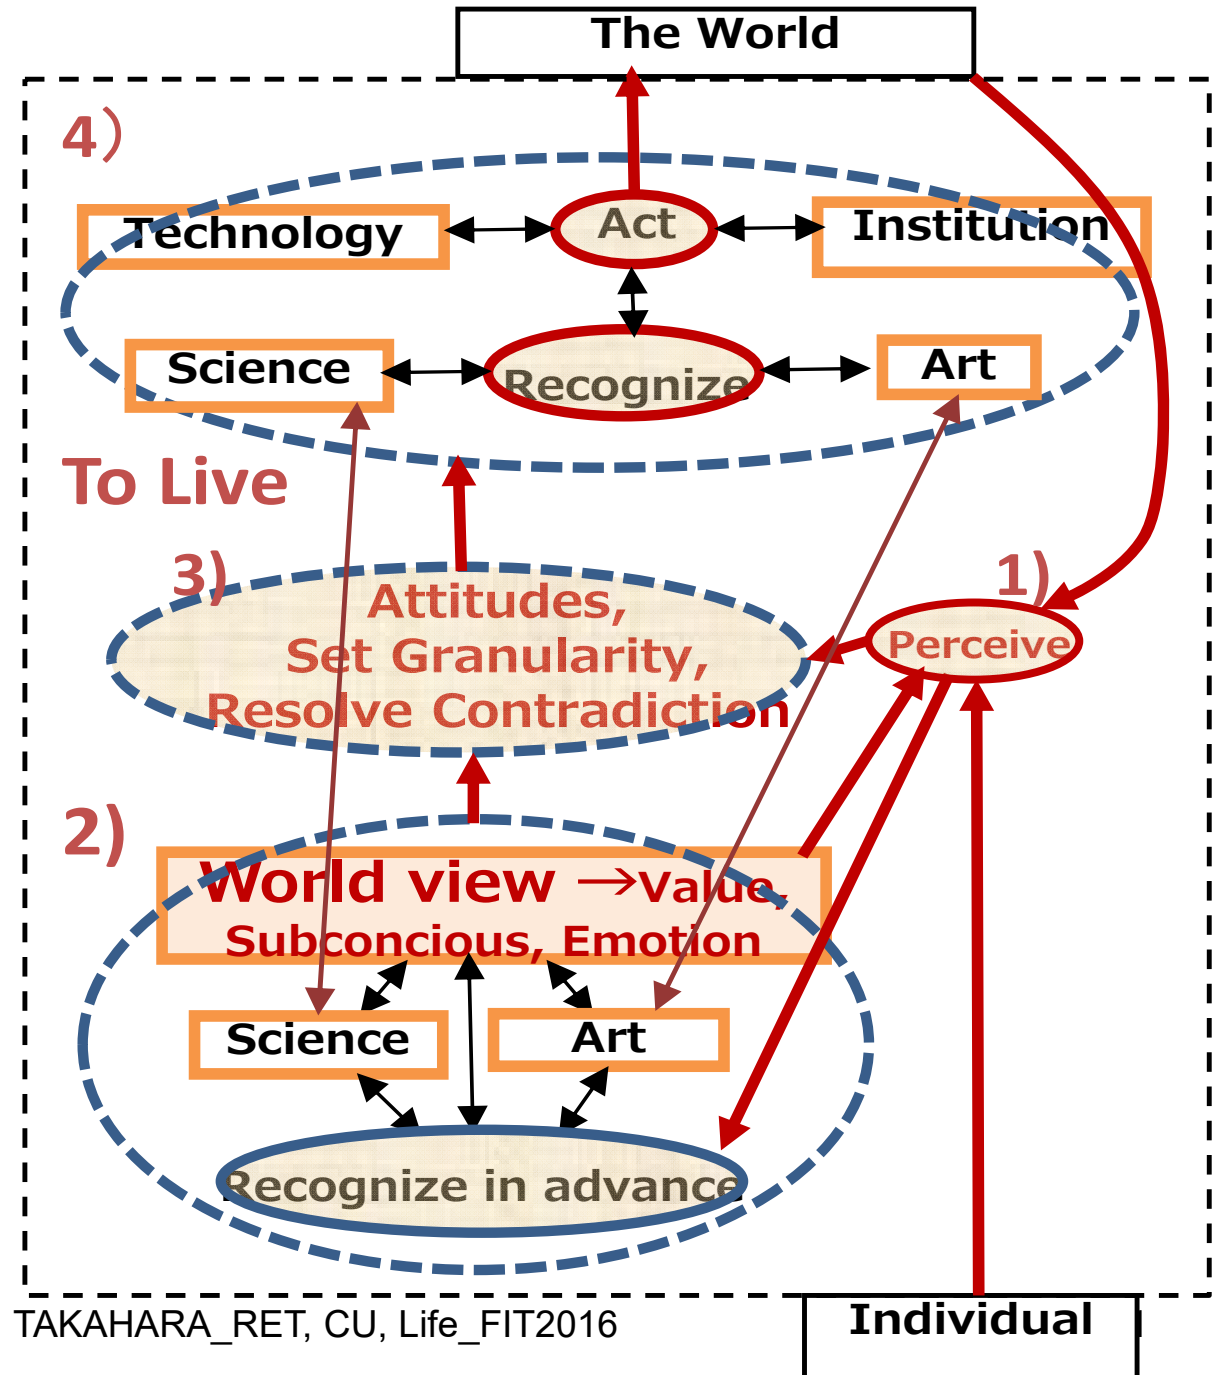 The World
4)
Technology
Act
Institution
Science
Recognize
Art
To Live
3)
1)
Attitudes,
Set Granularity,
Resolve Contradiction
Perceive
2)
World view →Value,
Subconcious, Emotion
Science
Art
Recognize in advance
TAKAHARA_RET, CU, Life_FIT2016
Individual